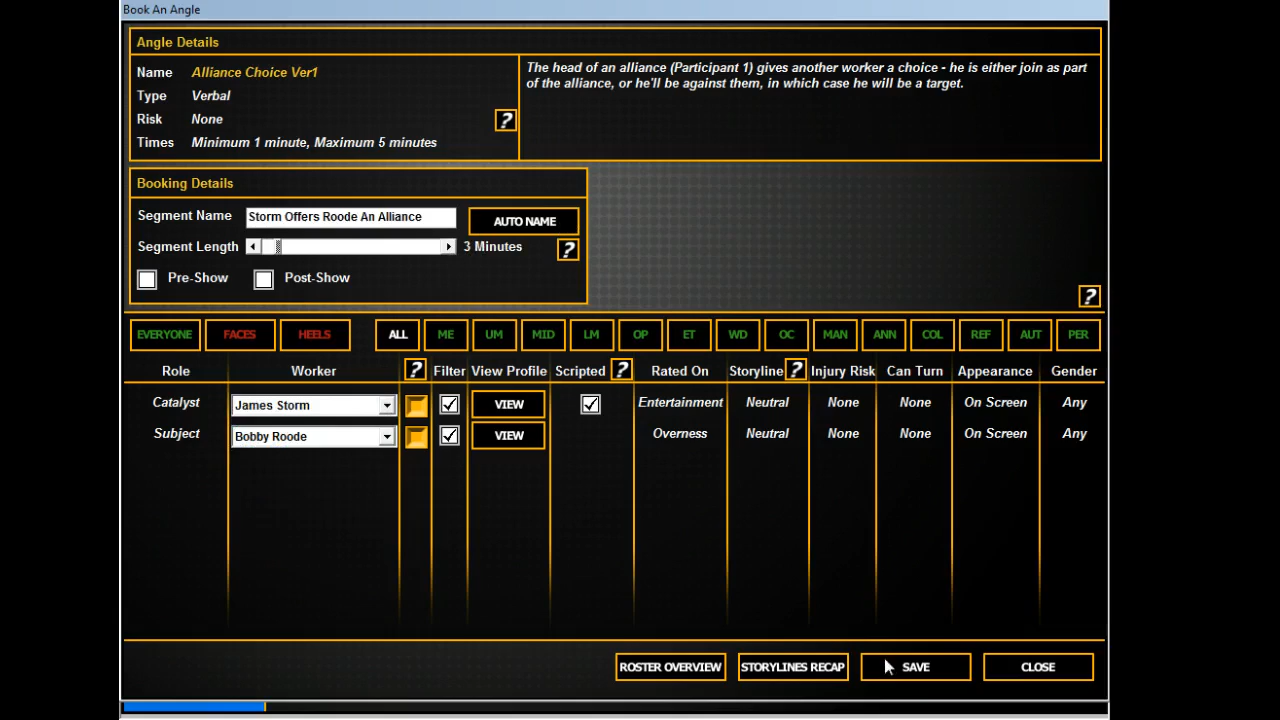 Book An Angle
Angle Details
Name Alliance Choice Ver1
Type Verbal
Risk None
?
Times Minimum 1 minute, Maximum 5 minutes
The head of an alliance (Participant 1) gives another worker a choice - he is either join as part
of the alliance, or he'll be against them, in which case he will be a target.
Booking Details
Segment Name Storm Offers Roode An Alliance AUTO NAME
Segment Length 3 Minutes ?
Pre-Show Post-Show
?
EVERYONE FACES HEELS ALL ME UM MID LM OP ET WD OC MAN ANN COL REF AUT PER
Role Worker ? Filter View Profile Scripted ? Rated On Storyline ? Injury Risk Can Turn Appearance Gender
Catalyst James Storm VIEW Entertainment Neutral None None On Screen Any
Subject Bobby Roode VIEW Overness Neutral None None On Screen Any
ROSTER OVERVIEW STORYLINES RECAP SAVE CLOSE